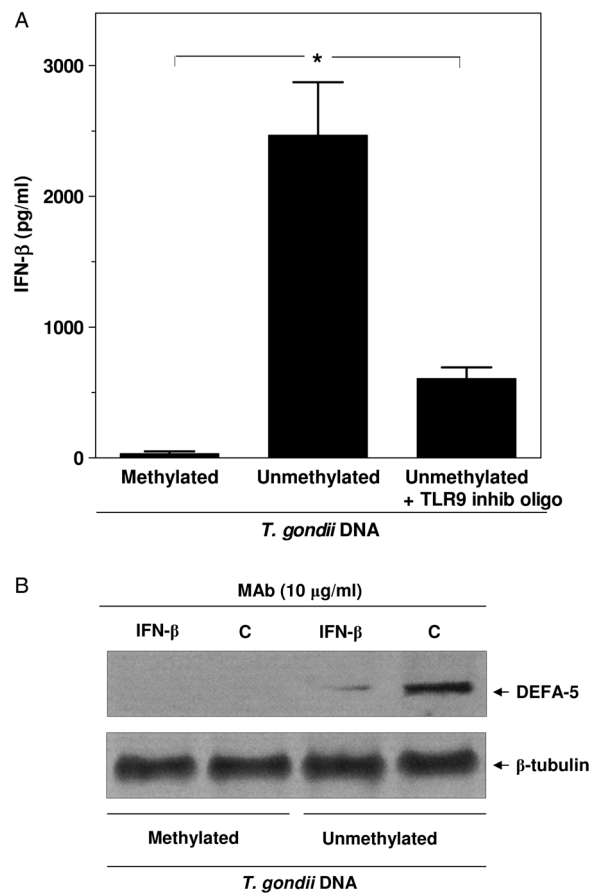 A
IFN-β (pg/ml)
3000
2000
1000
0
*
Methylated
Unmethylated
Unmethylated
+ TLR9 inhib oligo
T. gondii DNA
B
MAb (10 μg/ml)
IFN-β C IFN-β C
DEFA-5
β-tubulin
Methylated Unmethylated
T. gondii DNA